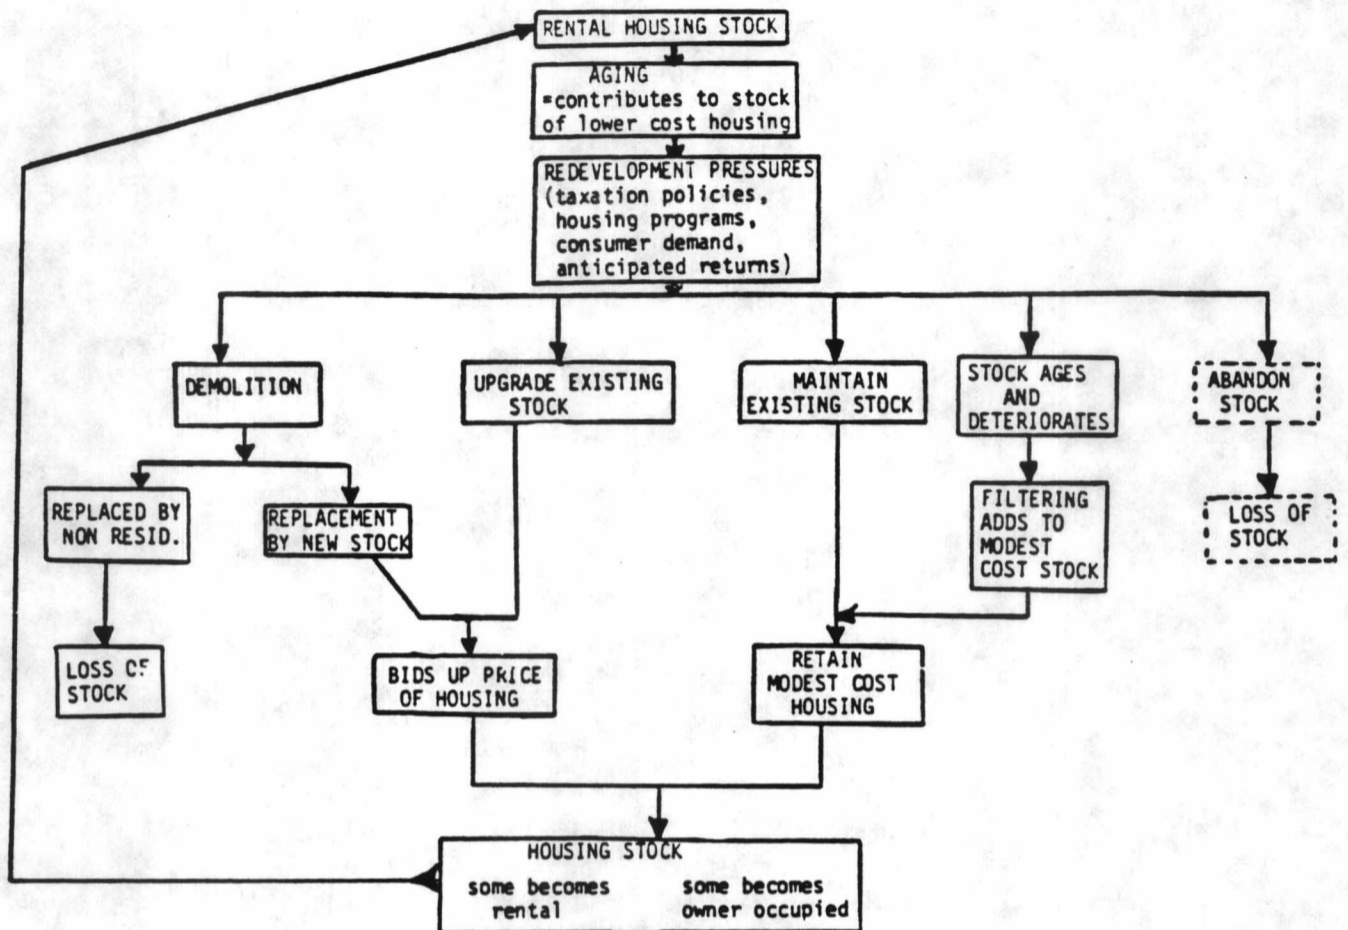 RENTAL HOUSING STOCK
AGING
=contributes to stock
of lower cost housing
REDEVELOPMENT PRESSURES
(taxation policies,
housing programs,
consumer demand,
anticipated returns)
DEMOLITION
UPGRADE EXISTING
STOCK
MAINTAIN
EXISTING STOCK
STOCK AGES
AND
DETERIORATES
ABANDON
STOCK
REPLACED BY
NON RESID.
REPLACEMENT
BY NEW STOCK
FILTERING
ADDS TO
MODEST
COST STOCK
LOSS OF
STOCK
LOSS OF
STOCK
BIDS UP PRICE
OF HOUSING
RETAIN
MODEST COST
HOUSING
HOUSING STOCK
some becomes
rental
some becomes
owner occupied